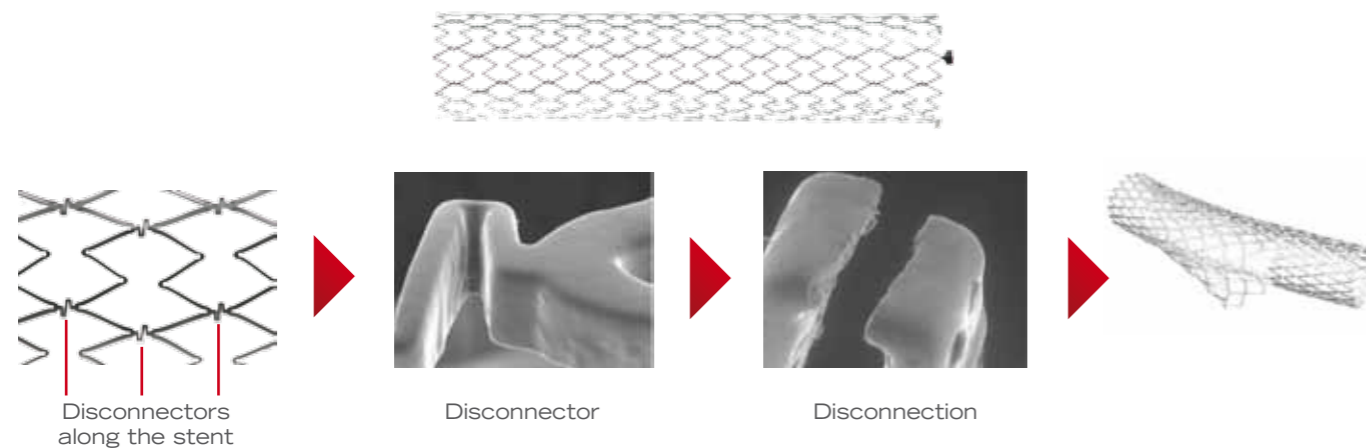 Disconnectors
along the stent
Disconnector
Disconnection